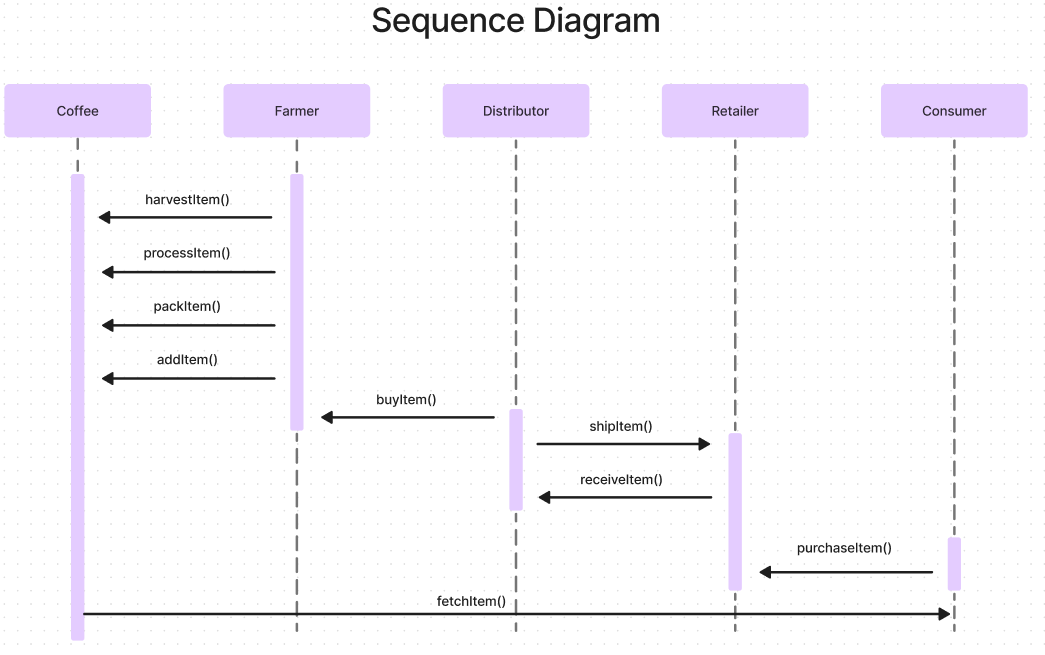 Sequence Diagram
Coffee
Farmer
Distributor
Retailer
Consumer
harvestItem()
processItem()
packItem()
addItem()
buyItem()
shipItem()
receiveItem()
purchaseItem()
fetchItem()